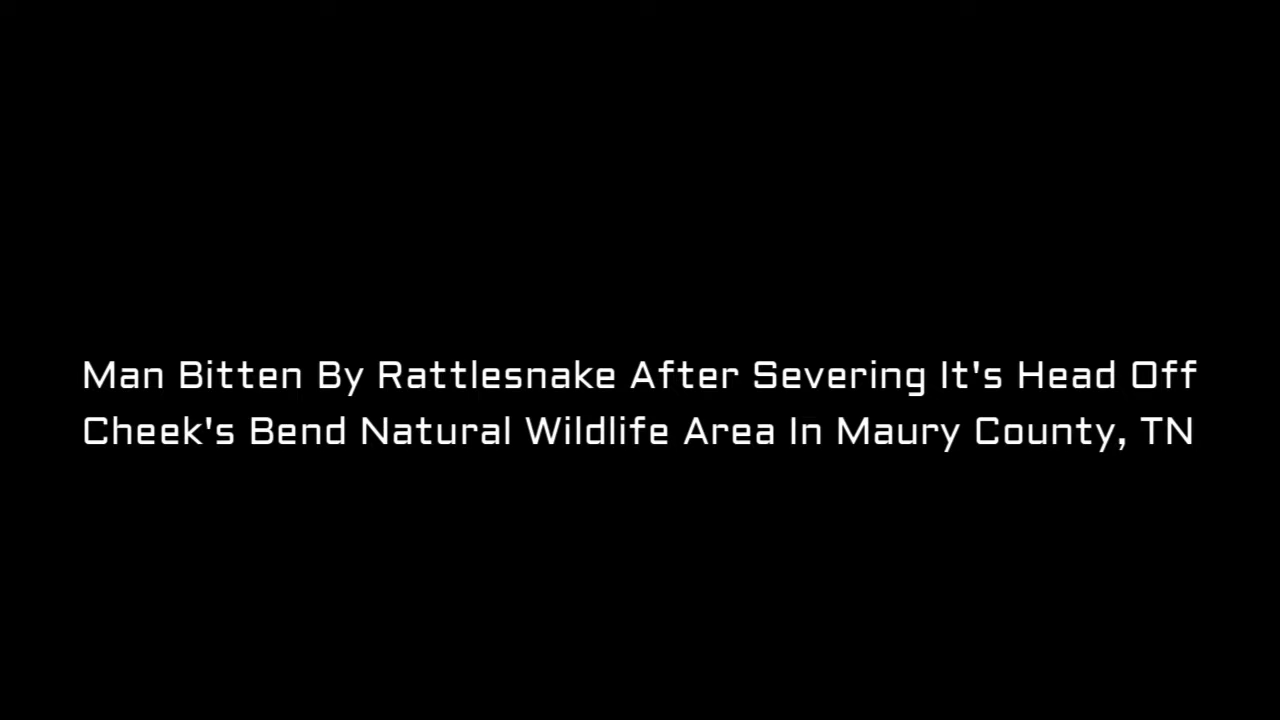 Man Bitten By Rattlesnake After Severing It's Head Off
Cheek's Bend Natural Wildlife Area In Maury County, TN